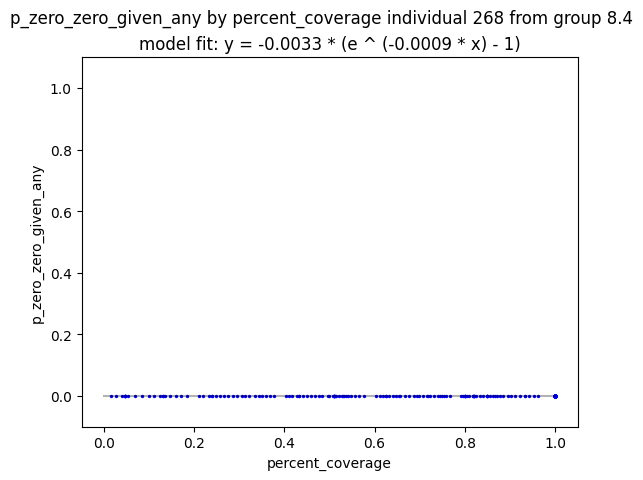 p_zero_zero_given_any by percent_coverage individual 268 from group 8.4
model fit: y = -0.0033 * (e ^ (-0.0009 * x) - 1)
1.0
0.8
0.6
0.4
0.2
0.0
p_zero_zero_given_any
0.0 0.2 0.4 0.6 0.8 1.0
percent_coverage